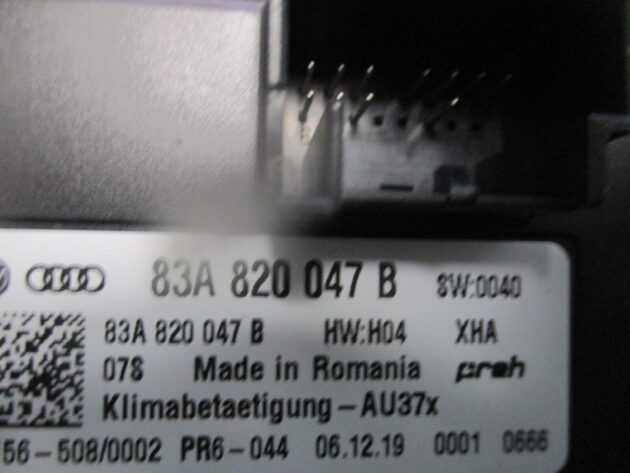 83A 820 047 B SW:0040
83A 820 047 B HW:H04 XHA
078 Made in Romania preh
Klimabetaetigung-AU37x
756-508/0002 PR6-044 06.12.19 0001 0666